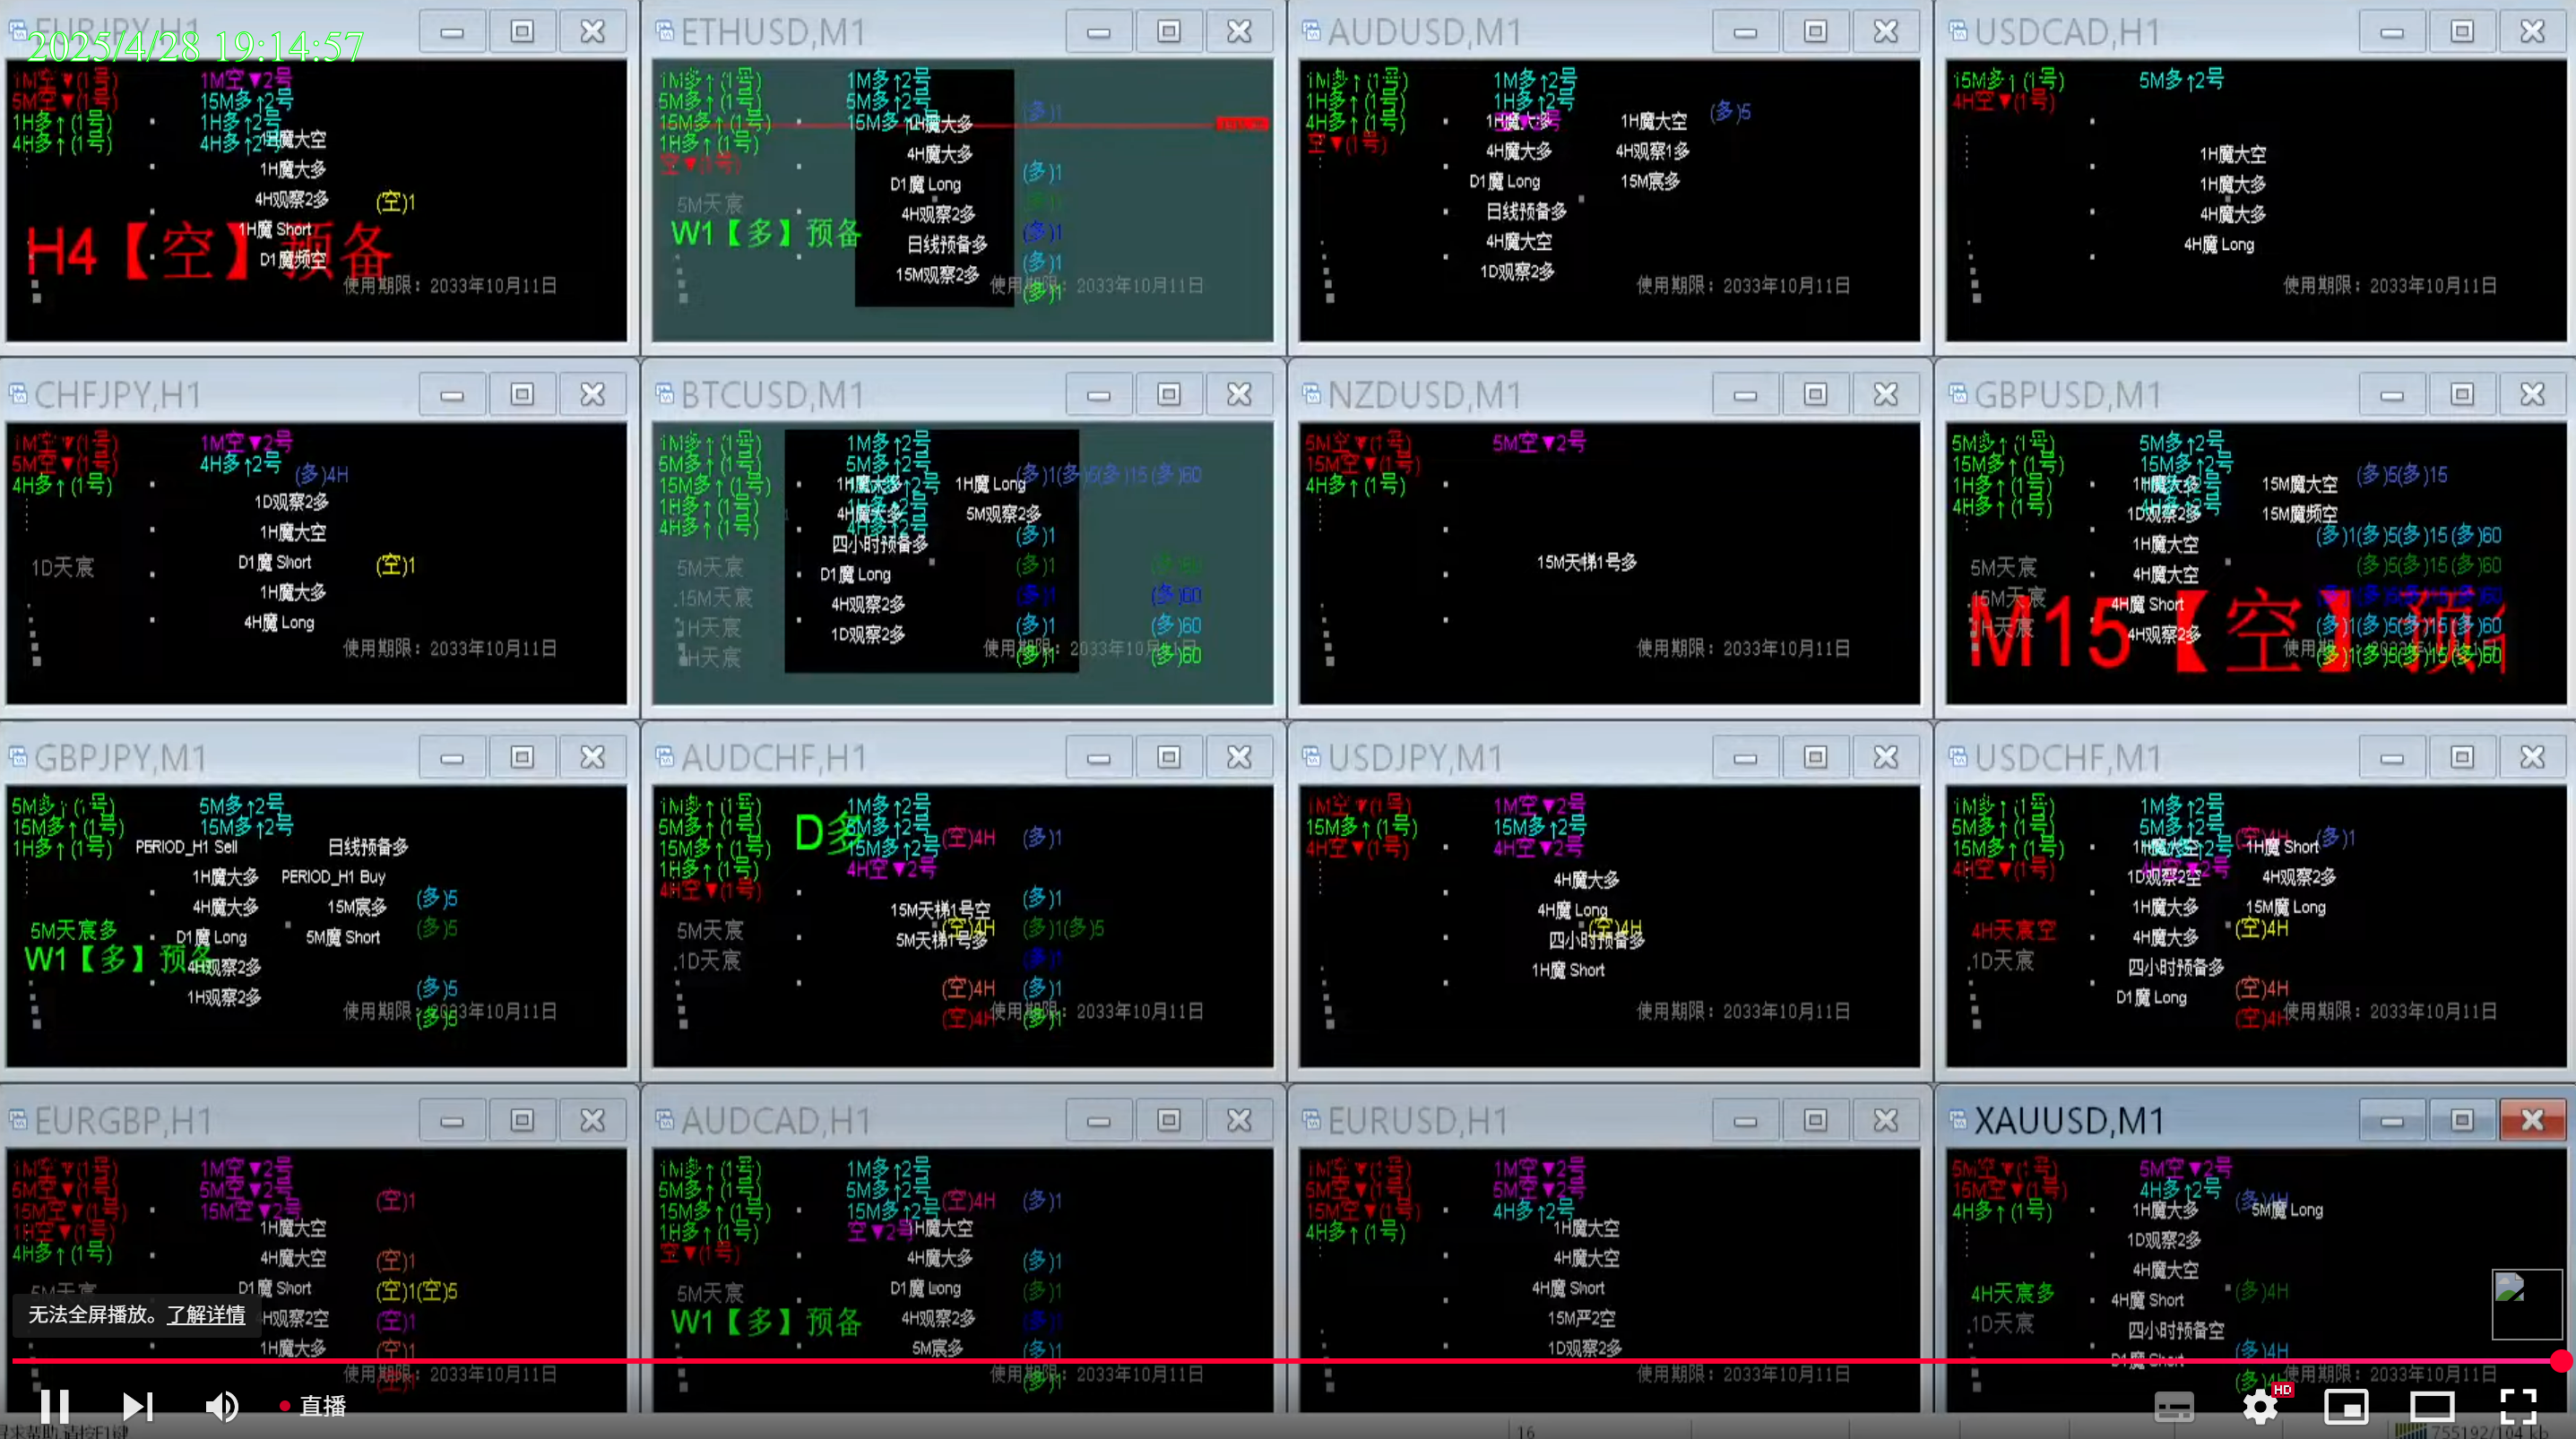 EURJPY,H1
2025/4/28 19:14:57
1M空▼(1号)
1M空▼2号
5M空▼(1号)
15M多↑2号
1H多↑(1号)
1H多↑2号
4H多↑(1号)
4H多↑2号
1H魔大空
1H魔大多
4H观察2多
(空)1
1H魔 Short
H4【空】预备
D1魔频空
使用期限：2033年10月11日
ETHUSD,M1
1M多↑(1号)
1M多↑2号
5M多↑(1号)
5M多↑2号
(多)1
15M多↑(1号)
15M多↑2号
1H魔大多
1H多↑(1号)
4H魔大多
空▼(1号)
(多)1
D1魔 Long
5M天宸
4H观察2多
W1【多】预备
(多)1
日线预备多
(多)1
15M观察2多
使用期限：2033年10月11日
(多)1
AUDUSD,M1
1M多↑(1号)
1M多↑2号
1H多↑(1号)
1H多↑2号
(多)5
4H多↑(1号)
1H魔大多
1H魔大空
空▼(1号)
4H魔大多
4H观察1多
D1魔 Long
15M宸多
日线预备多
4H魔大空
1D观察2多
使用期限：2033年10月11日
USDCAD,H1
15M多↑(1号)
5M多↑2号
4H空▼(1号)
1H魔大空
1H魔大多
4H魔大多
4H魔 Long
使用期限：2033年10月11日
CHFJPY,H1
1M空▼(1号)
1M空▼2号
5M空▼(1号)
4H多↑2号
(多)4H
4H多↑(1号)
1D观察2多
1H魔大空
D1魔 Short
(空)1
1D天宸
1H魔大多
4H魔 Long
使用期限：2033年10月11日
BTCUSD,M1
1M多↑(1号)
1M多↑2号
5M多↑(1号)
5M多↑2号
(多)1(多)5(多)15(多)60
15M多↑(1号)
1H魔大多
1H魔 Long
1H多↑(1号)
4H魔大多
5M观察2多
4H多↑(1号)
4H多↑2号
(多)1
四小时预备多
5M天宸
(多)1
D1魔 Long
.15M天宸
(多)1
(多)60
4H观察2多
1H天宸
(多)1
(多)60
1D观察2多
4H天宸
使用期限：2033年10月11日
(多)1
(多)60
NZDUSD,M1
5M空▼(1号)
5M空▼2号
15M空▼(1号)
4H多↑(1号)
15M天梯1号多
使用期限：2033年10月11日
GBPUSD,M1
5M多↑(1号)
5M多↑2号
15M多↑(1号)
15M多↑2号
(多)5(多)15
1H多↑(1号)
1H魔大多
15M魔大空
4H多↑(1号)
1D观察2多
15M魔频空
(多)1(多)5(多)15(多)60
1H魔大空
5M天宸
4H魔大空
(多)5(多)15(多)60
.15M天宸
4H魔 Short
M15【空】预备
1H天宸
4H观察2多
(多)1(多)5(多)15(多)60
(多)1(多)5(多)15(多)60
GBPJPY,M1
5M多↑(1号)
5M多↑2号
15M多↑(1号)
15M多↑2号
1H多↑(1号)
PERIOD_H1 Sell
日线预备多
1H魔大多
PERIOD_H1 Buy
(多)5
4H魔大多
15M宸多
5M天宸多
(多)5
D1魔 Long
5M魔 Short
W1【多】预备
4H观察2多
(多)5
1H观察2多
使用期限：2033年10月11日
(多)5
AUDCHF,H1
1M多↑(1号)
1M多↑2号
5M多↑(1号)
D多
5M多↑2号
(空)4H
(多)1
15M多↑(1号)
15M多↑2号
1H多↑(1号)
4H空▼2号
4H空▼(1号)
(多)1
15M天梯1号空
5M天宸
(空)4H
(多)1(多)5
5M天梯1号多
.1D天宸
(多)1
(空)4H
(多)1
使用期限：2033年10月11日
(空)4H
(多)1
USDJPY,M1
1M空▼(1号)
1M空▼2号
15M多↑(1号)
15M多↑2号
4H空▼(1号)
4H空▼2号
4H魔大多
4H魔 Long
(空)4H
四小时预备多
1H魔 Short
使用期限：2033年10月11日
USDCHF,M1
1M多↑(1号)
1M多↑2号
5M多↑(1号)
5M多↑2号
(空)4H
(多)1
15M多↑(1号)
1H魔大空
1H魔 Short
4H空▼(1号)
4H空▼2号
1D观察2空
4H观察2多
1H魔大多
15M魔 Long
4H天宸空
(空)4H
4H魔大多
.1D天宸
四小时预备多
(空)4H
D1魔 Long
使用期限：2033年10月11日
(空)4H
EURGBP,H1
1M空▼(1号)
1M空▼2号
5M空▼(1号)
5M空▼2号
(空)1
15M空▼(1号)
15M空▼2号
1H空▼(1号)
1H魔大空
4H多↑(1号)
4H魔大空
(空)1
5M天宸
D1魔 Short
(空)1(空)5
4H观察2空
(空)1
1H魔大多
(空)1
使用期限：2033年10月11日
AUDCAD,H1
1M多↑(1号)
1M多↑2号
5M多↑(1号)
5M多↑2号
(空)4H
(多)1
15M多↑(1号)
15M多↑2号
1H多↑(1号)
空▼2号
1H魔大空
空▼(1号)
4H魔大多
(多)1
5M天宸
D1魔 Long
(多)1
W1【多】预备
4H观察2多
(多)1
5M宸多
(多)1
使用期限：2033年10月11日
(多)1
EURUSD,H1
1M空▼(1号)
1M空▼2号
5M空▼(1号)
5M空▼2号
15M空▼(1号)
4H多↑2号
4H多↑(1号)
1H魔大空
4H魔大空
4H魔 Short
15M严2空
1D观察2多
使用期限：2033年10月11日
XAUUSD,M1
5M空▼(1号)
5M空▼2号
15M空▼(1号)
4H多↑2号
(多)4H
4H多↑(1号)
1H魔大多
5M魔 Long
1D观察2多
4H魔大空
4H天宸多
(多)4H
4H魔 Short
.1D天宸
四小时预备空
(多)4H
D1魔 Short
使用期限：2033年10月11日
无法全屏播放。了解详情
直播
HD
16
755192/104 kb